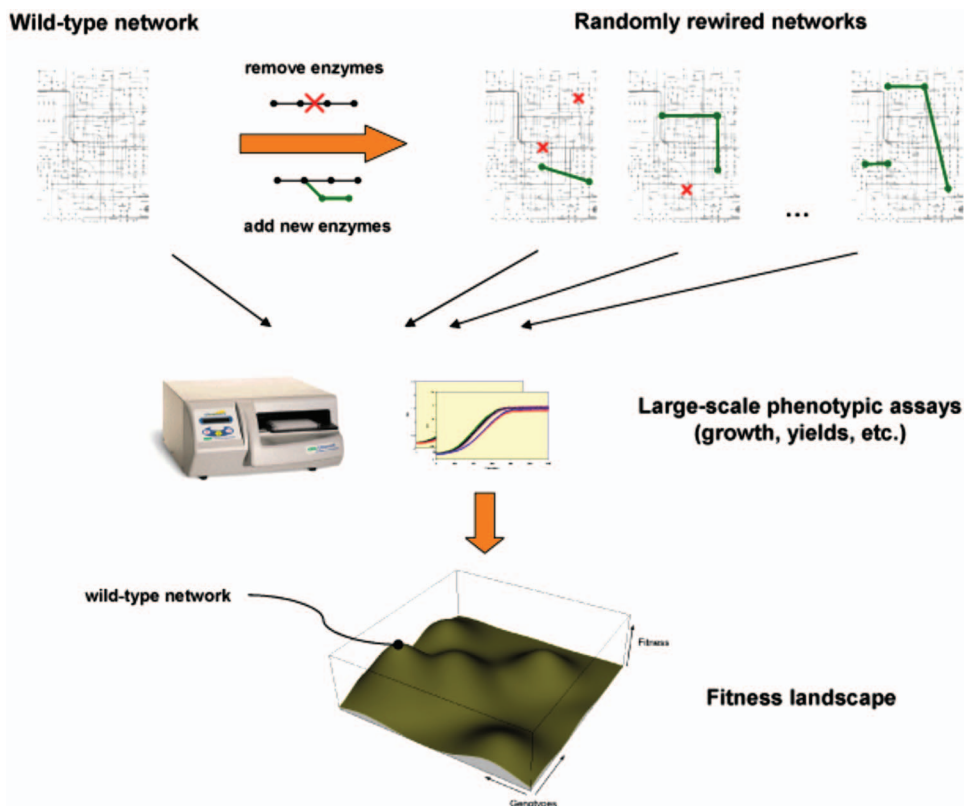 Wild-type network
Randomly rewired networks
remove enzymes
add new enzymes
...
Large-scale phenotypic assays
(growth, yields, etc.)
wild-type network
Fitness
Fitness landscape
Genotypes